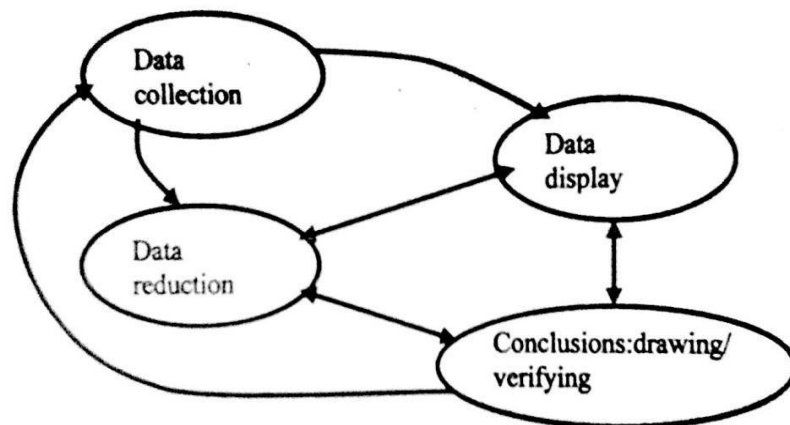 Data
collection
Data
display
Data
reduction
Conclusions:drawing/
verifying